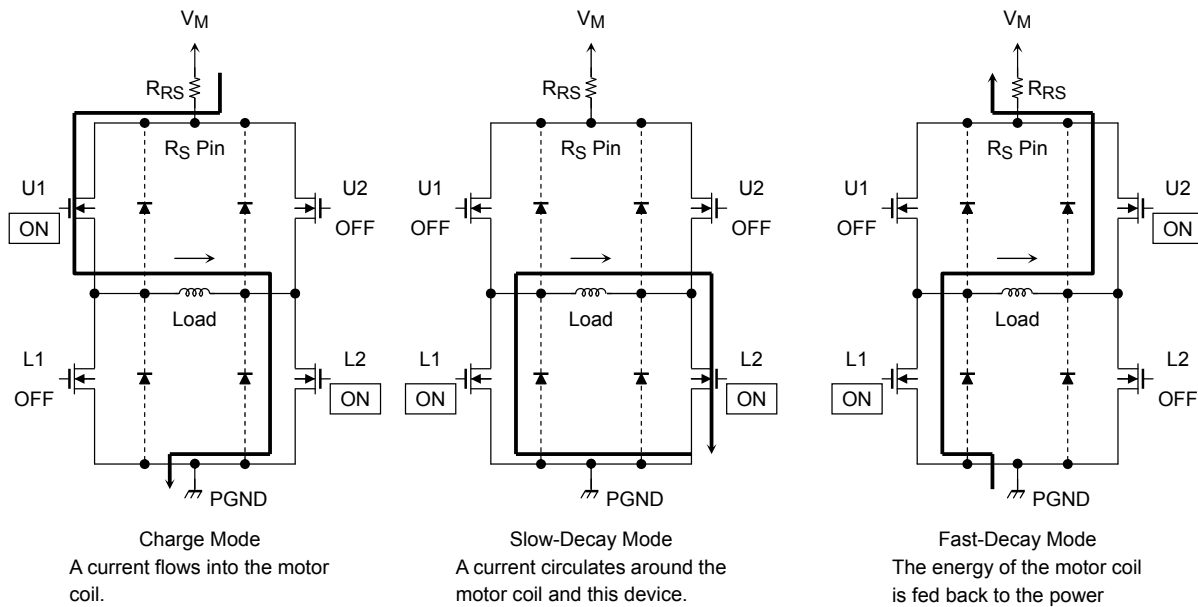 VM
VM
VM
RRS
RRS
RRS
RS Pin
RS Pin
RS Pin
U1
U2
U1
U2
U1
U2
ON
OFF
OFF
OFF
OFF
ON
Load
Load
Load
L1
L2
L1
L2
L1
L2
OFF
ON
ON
ON
ON
OFF
PGND
PGND
PGND
Charge Mode
A current flows into the motor
coil.
Slow-Decay Mode
A current circulates around the
motor coil and this device.
Fast-Decay Mode
The energy of the motor coil
is fed back to the power